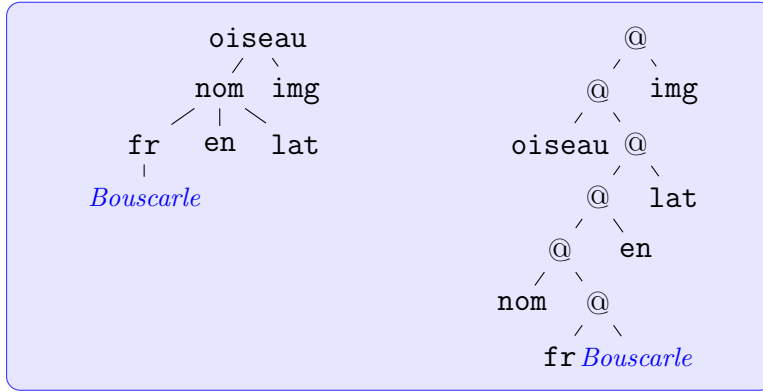 oiseau
nom img
fr en lat
Bouscarle
@
@ img
oiseau @
@ lat
@ en
nom @
fr Bouscarle